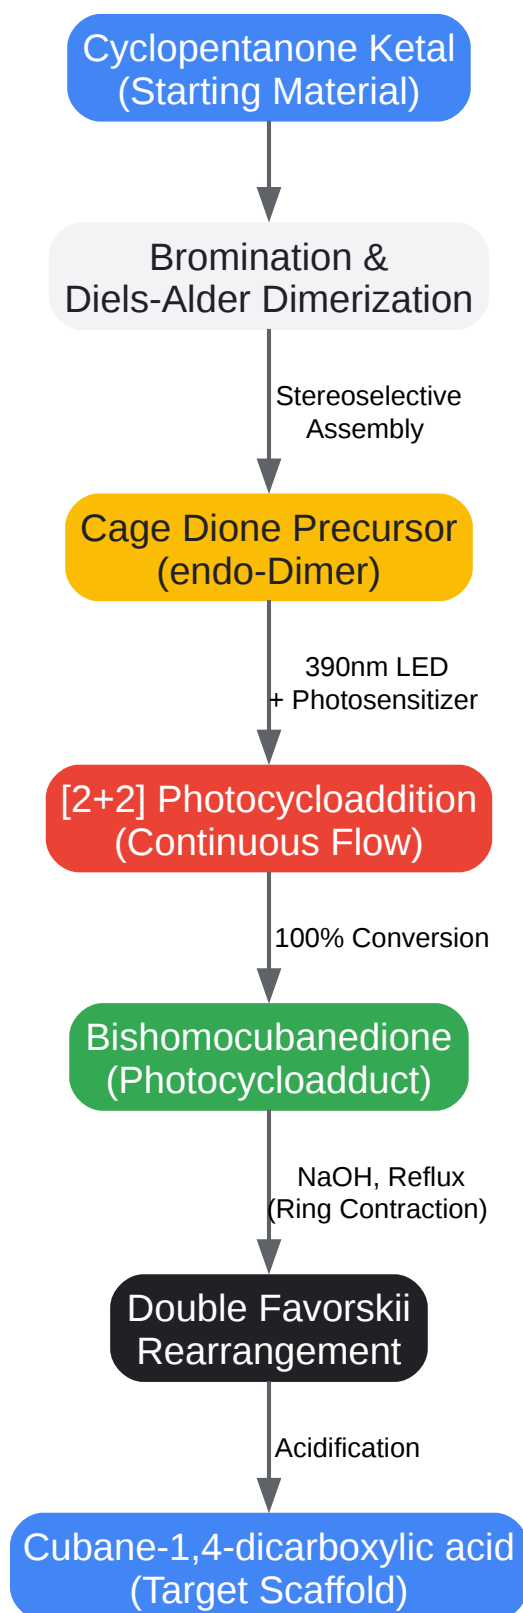 Cyclopentanone Ketal
(Starting Material)
Bromination &
Diels-Alder Dimerization
Stereoselective
Assembly
Cage Dione Precursor
(endo-Dimer)
390nm LED
+ Photosensitizer
[2+2] Photocycloaddition
(Continuous Flow)
100% Conversion
Bishomocubanedione
(Photocycloadduct)
NaOH, Reflux
(Ring Contraction)
Double Favorskii
Rearrangement
Acidification
Cubane-1,4-dicarboxylic acid
(Target Scaffold)